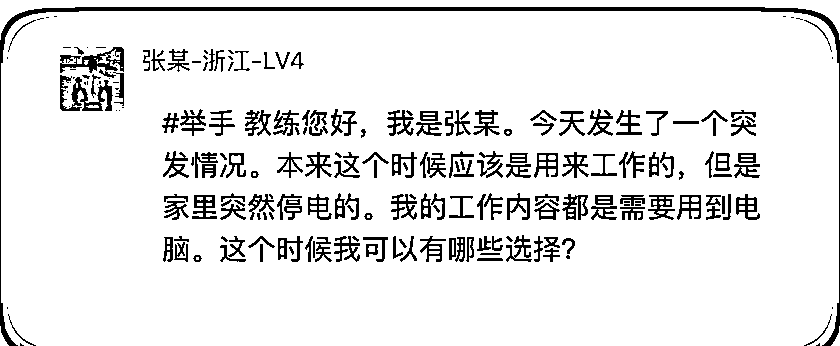 张某-浙江-LV4
#举手 教练您好，我是张某。今天发生了一个突
发情况。本来这个时候应该是用来工作的，但是
家里突然停电的。我的工作内容都是需要用到电
脑。这个时候我可以有哪些选择？